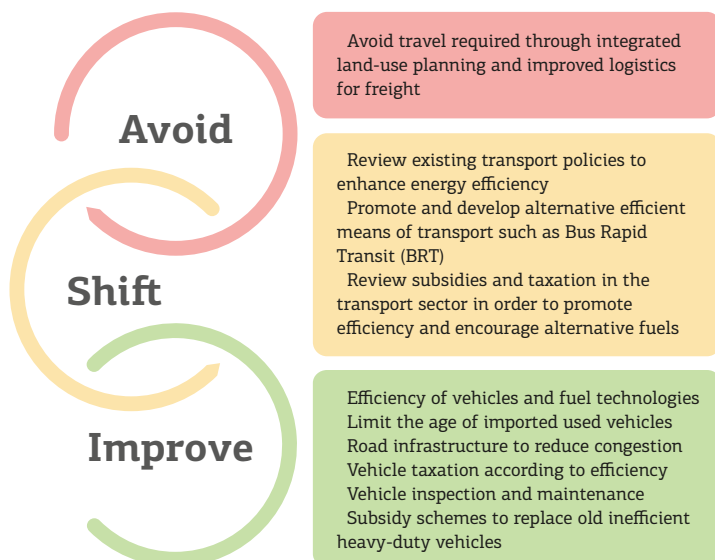 Avoid
Avoid travel required through integrated
land-use planning and improved logistics
for freight
Shift
Review existing transport policies to
enhance energy efficiency
Promote and develop alternative efficient
means of transport such as Bus Rapid
Transit (BRT)
Review subsidies and taxation in the
transport sector in order to promote
efficiency and encourage alternative fuels
Improve
Efficiency of vehicles and fuel technologies
Limit the age of imported used vehicles
Road infrastructure to reduce congestion
Vehicle taxation according to efficiency
Vehicle inspection and maintenance
Subsidy schemes to replace old inefficient
heavy-duty vehicles